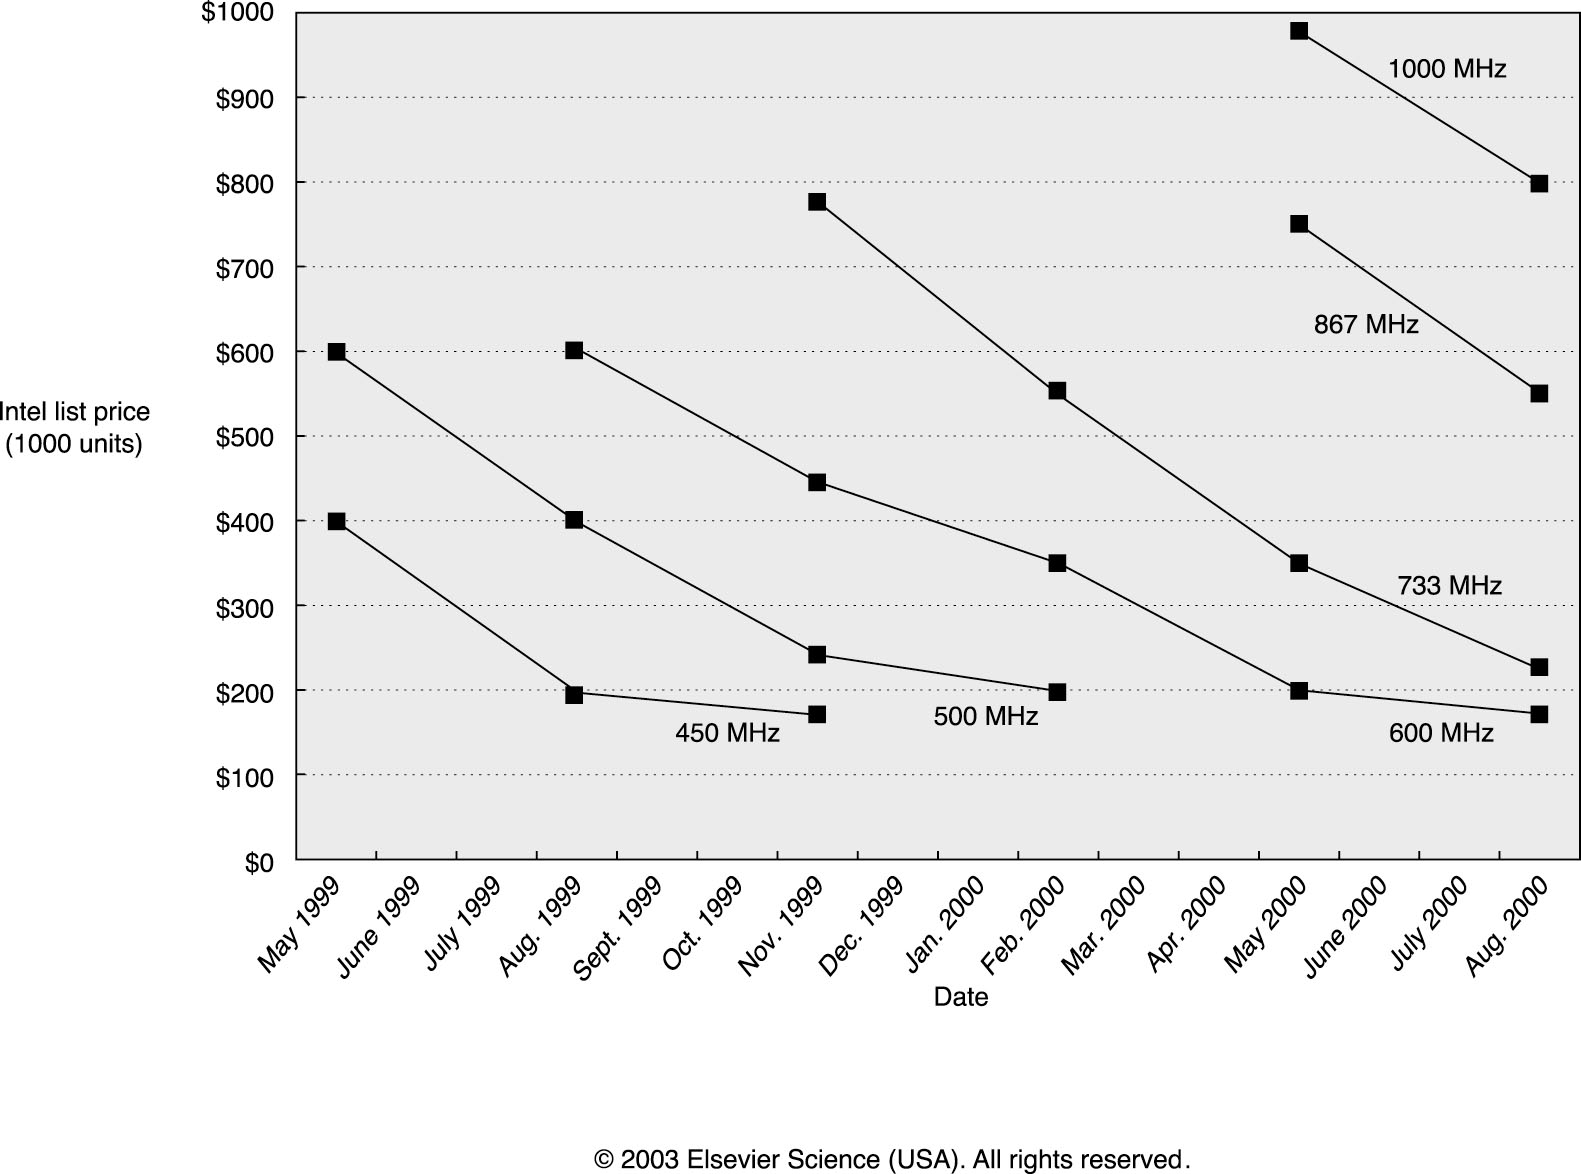 $1000
$900
$800
$700
$600
$500
$400
$300
$200
$100
$0
Intel list price
(1000 units)
1000 MHz
867 MHz
733 MHz
500 MHz
450 MHz
600 MHz
May 1999
June 1999
July 1999
Aug. 1999
Sept. 1999
Oct. 1999
Nov. 1999
Dec. 1999
Jan. 2000
Feb. 2000
Mar. 2000
Apr. 2000
May 2000
June 2000
July 2000
Aug. 2000
Date
© 2003 Elsevier Science (USA). All rights reserved.